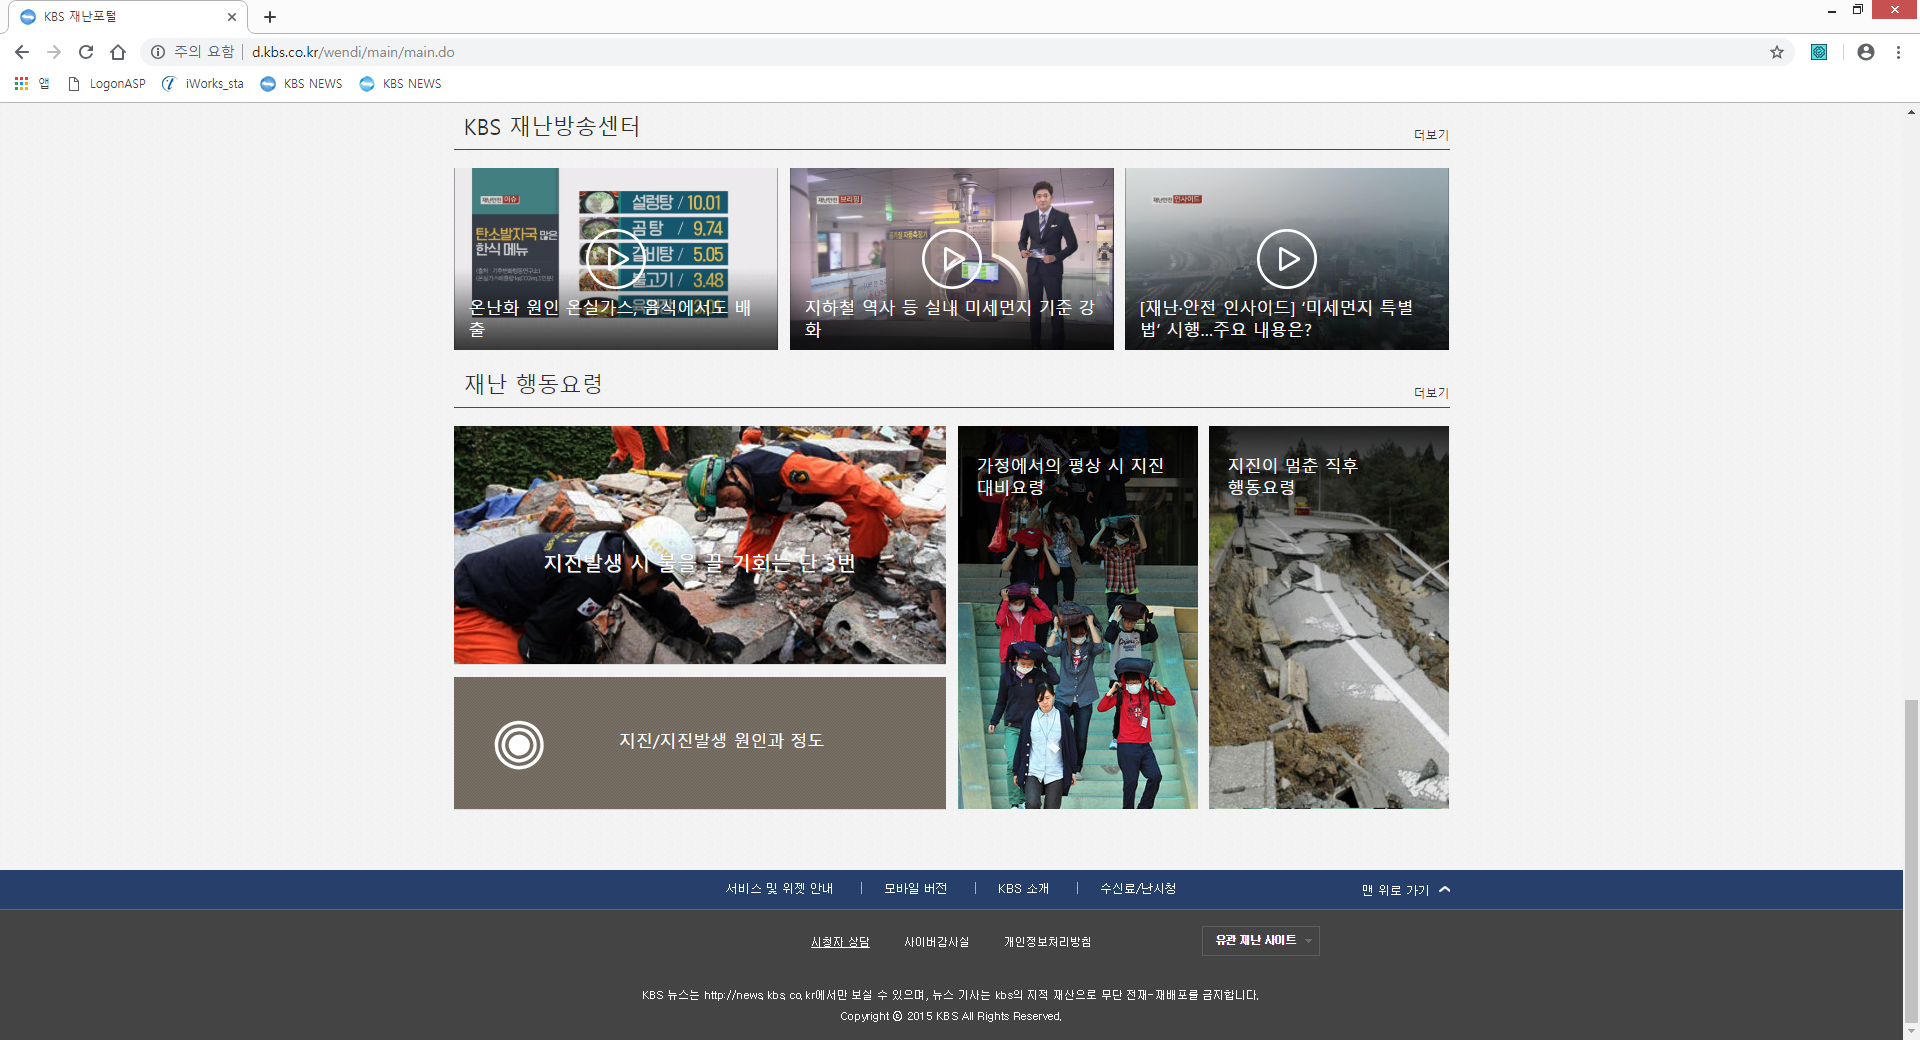 KBS 재난포털
주의 요함
d.kbs.co.kr/wendi/main/main.do
앱
LogonASP
iWorks_sta
KBS NEWS
KBS NEWS
KBS 재난방송센터
더보기
재난안전 이슈
탄소발자국 많은
한식 메뉴
설렁탕 / 10.01
곰탕 / 9.74
갈비탕 / 5.05
불고기 / 3.48
온난화 원인 온실가스, 음식에서도 배
출
재난안전 브리핑
지하철 역사 등 실내 미세먼지 기준 강
화
재난안전 인사이드
[재난·안전 인사이드] ‘미세먼지 특별
법’ 시행...주요 내용은?
재난 행동요령
더보기
지진발생 시 불을 끌 기회는 단 3번
가정에서의 평상 시 지진
대비요령
지진이 멈춘 직후
행동요령
지진/지진발생 원인과 정도
서비스 및 위젯 안내
모바일 버전
KBS 소개
수신료/난시청
맨 위로 가기
시청자 상담
사이버감사실
개인정보처리방침
유관 재난 사이트
KBS 뉴스는 http://news.kbs.co.kr에서만 보실 수 있으며, 뉴스 기사는 kbs의 지적 재산으로 무단 전재-재배포를 금지합니다.
Copyright ⓒ 2015 KBS All Rights Reserved.